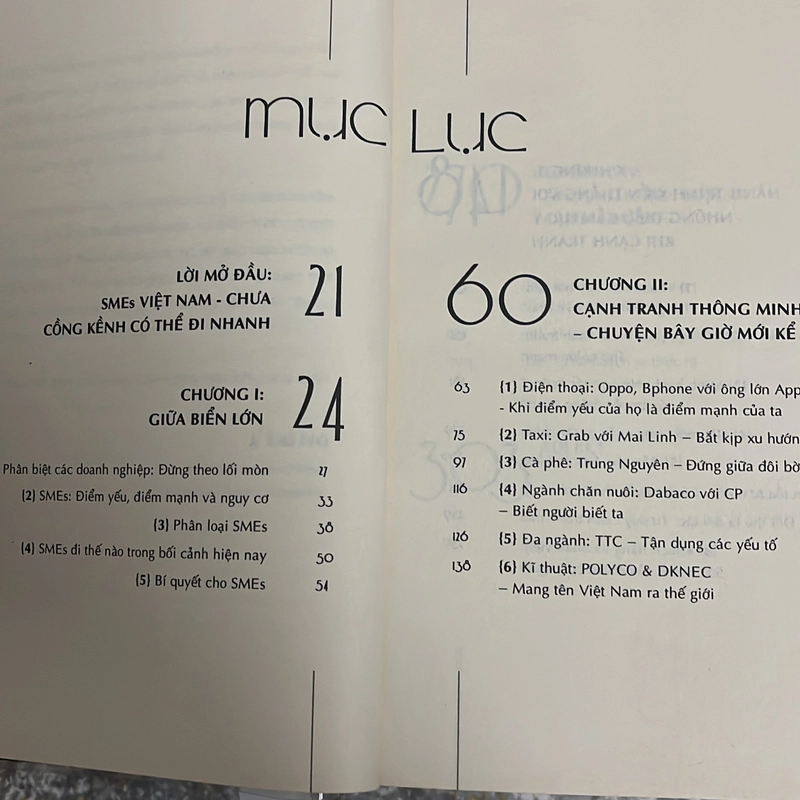 MỤC LỤC
LỜI MỞ ĐẦU: 21
SMEs VIỆT NAM - CHƯA
CỒNG KỀNH CÓ THỂ ĐI NHANH
CHƯƠNG I: 24
GIỮA BIỂN LỚN
Phân biệt các doanh nghiệp: Đừng theo lối mòn 27
{2} SMEs: Điểm yếu, điểm mạnh và nguy cơ 33
{3} Phân loại SMEs 38
{4} SMEs đi thế nào trong bối cảnh hiện nay 50
{5} Bí quyết cho SMEs 54
60 CHƯƠNG II:
CẠNH TRANH THÔNG MINH
– CHUYỆN BÂY GIỜ MỚI KỂ
63 {1} Điện thoại: Oppo, Bphone với ông lớn App
- Khi điểm yếu của họ là điểm mạnh của ta
75 {2} Taxi: Grab với Mai Linh – Bắt kịp xu hướn
97 {3} Cà phê: Trung Nguyên – Đứng giữa đôi bờ
116 {4} Ngành chăn nuôi: Dabaco với CP
– Biết người biết ta
126 {5} Đa ngành: TTC – Tận dụng các yếu tố
138 {6} Kĩ thuật: POLYCO & DKNEC
– Mang tên Việt Nam ra thế giới